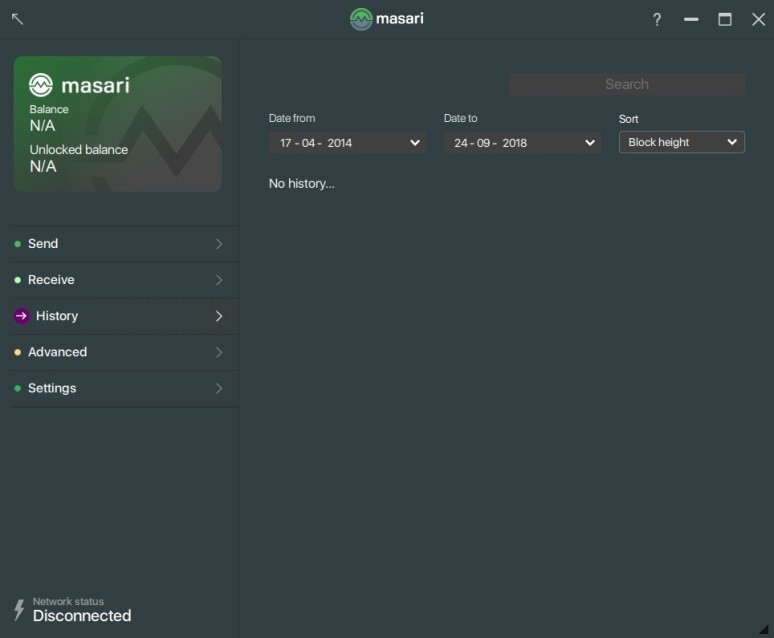 masari
?
masari
Balance
N/A
Unlocked balance
N/A
Send
Receive
History
Advanced
Settings
Network status
Disconnected
Search
Date from Date to Sort
17 - 04 - 2014 24 - 09 - 2018 Block height
No history...